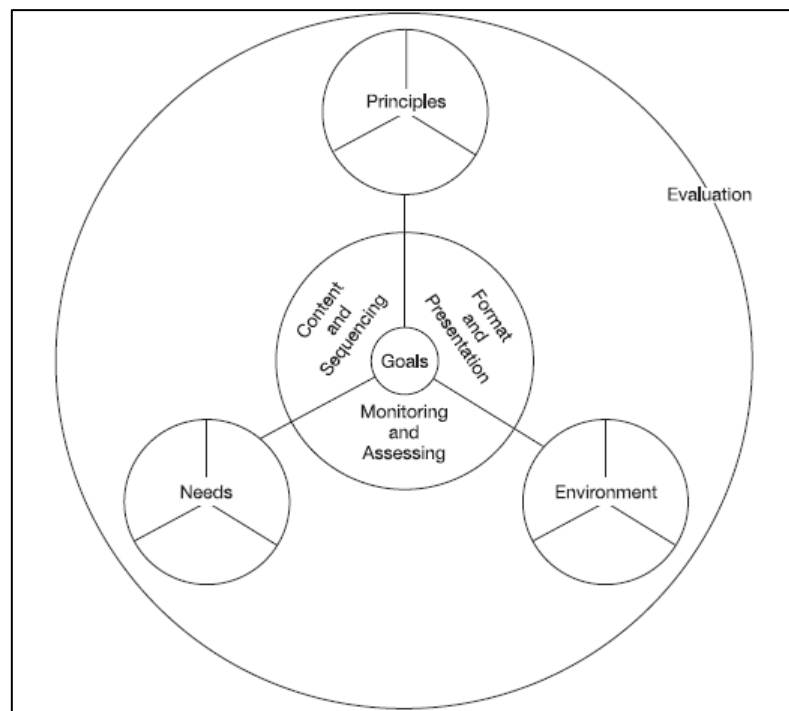 Principles
Evaluation
Content
and
Sequencing
Format
and
Presentation
Goals
Monitoring
and
Assessing
Needs
Environment